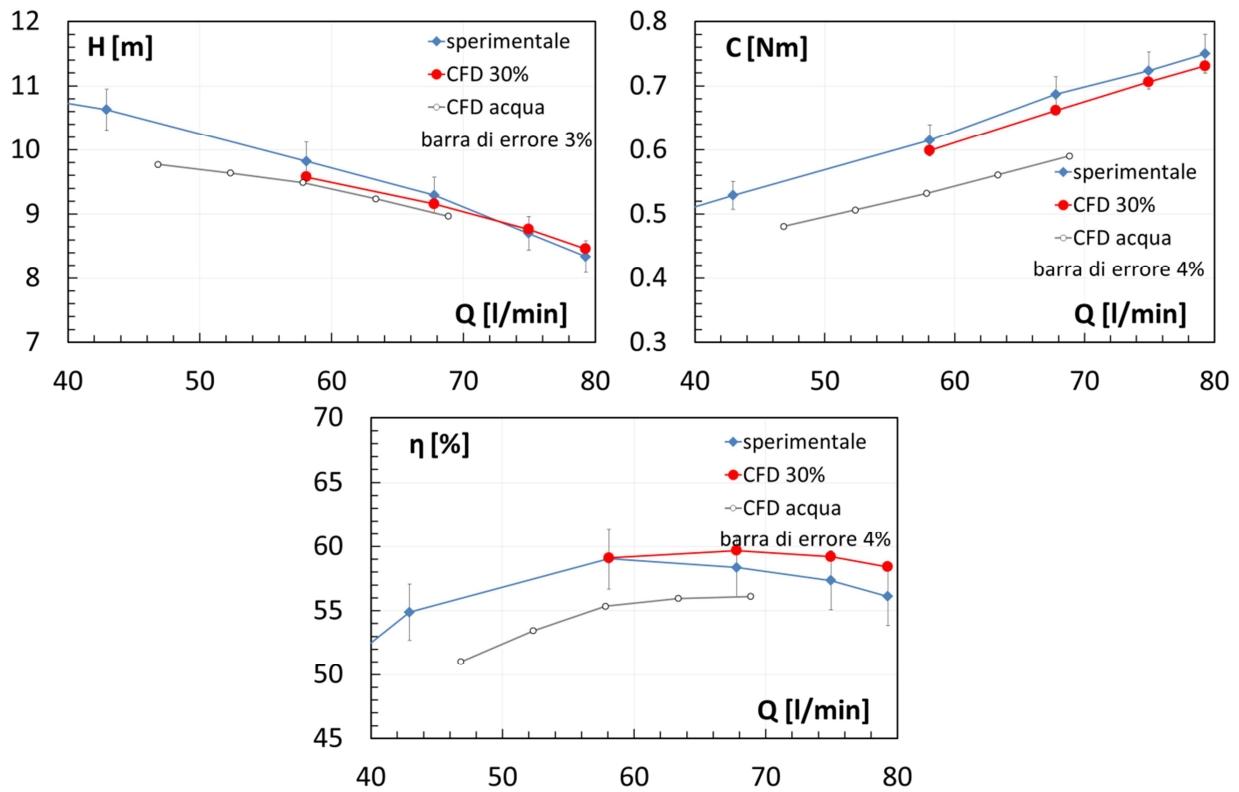 12
11
10
9
8
7
H [m]
sperimentale
CFD 30%
CFD acqua
barra di errore 3%
Q [l/min]
40 50 60 70 80
0.8
0.7
0.6
0.5
0.4
0.3
C [Nm]
sperimentale
CFD 30%
CFD acqua
barra di errore 4%
Q [l/min]
40 50 60 70 80
70
65
60
55
50
45
η [%]
sperimentale
CFD 30%
CFD acqua
barra di errore 4%
Q [l/min]
40 50 60 70 80